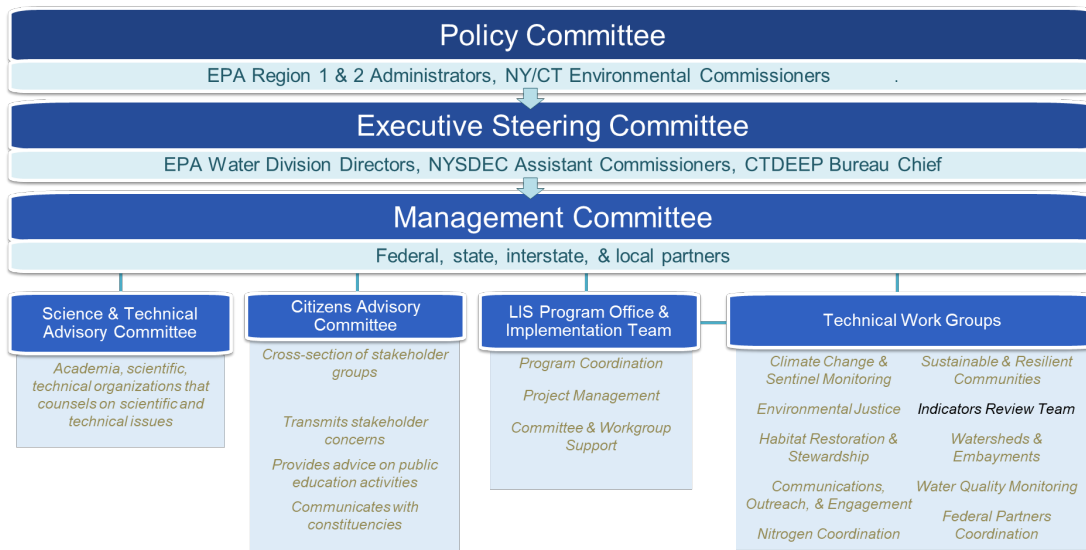 Policy Committee
EPA Region 1 & 2 Administrators, NY/CT Environmental Commissioners .
Executive Steering Committee
EPA Water Division Directors, NYSDEC Assistant Commissioners, CTDEEP Bureau Chief
Management Committee
Federal, state, interstate, & local partners
Science & Technical
Advisory Committee
Academia, scientific,
technical organizations that
counsels on scientific and
technical issues
Citizens Advisory
Committee
Cross-section of stakeholder
groups
Transmits stakeholder
concerns
Provides advice on public
education activities
Communicates with
constituencies
LIS Program Office &
Implementation Team
Program Coordination
Project Management
Committee & Workgroup
Support
Technical Work Groups
Climate Change &
Sentinel Monitoring
Environmental Justice
Habitat Restoration &
Stewardship
Communications,
Outreach, & Engagement
Nitrogen Coordination
Sustainable & Resilient
Communities
Indicators Review Team
Watersheds &
Embayments
Water Quality Monitoring
Federal Partners
Coordination